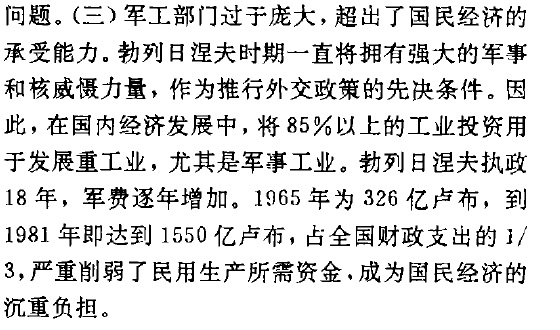 问题。(三)军工部门过于庞大,超出了国民经济的
承受能力。勃列日涅夫时期一直将拥有强大的军事
和核威慑力量,作为推行外交政策的先决条件。因
此,在国内经济发展中,将85%以上的工业投资用
于发展重工业,尤其是军事工业。勃列日涅夫执政
18年,军费逐年增加。1965年为326亿卢布,到
1981年即达到1550亿卢布,占全国财政支出的1/
3,严重削弱了民用生产所需资金,成为国民经济的
沉重负担。